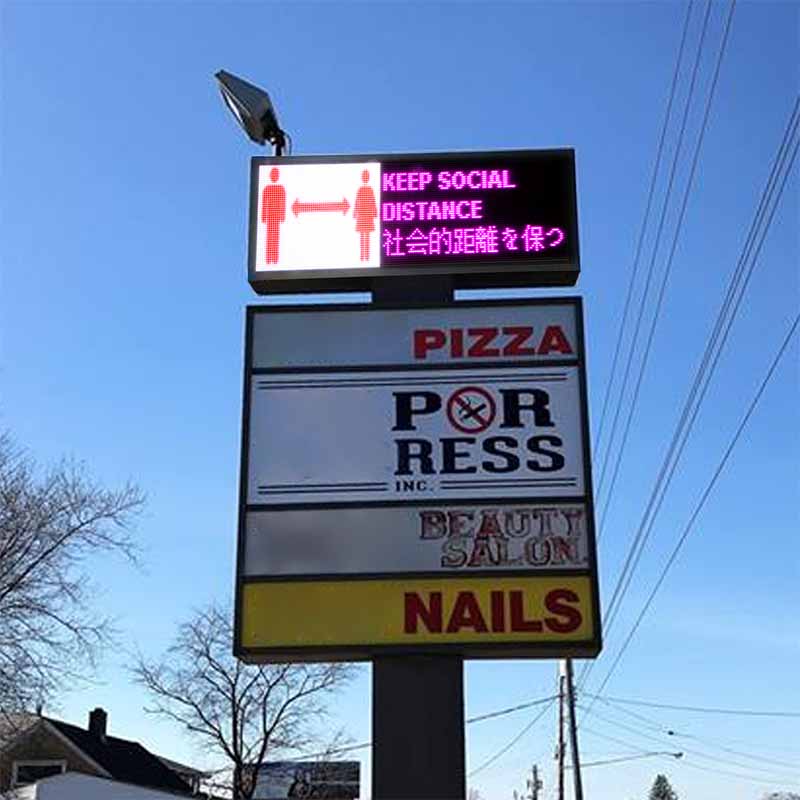 KEEP SOCIAL
DISTANCE
社会的距離を保つ
PIZZA
POR
RESS
INC.
BEAUTY
SALON
NAILS